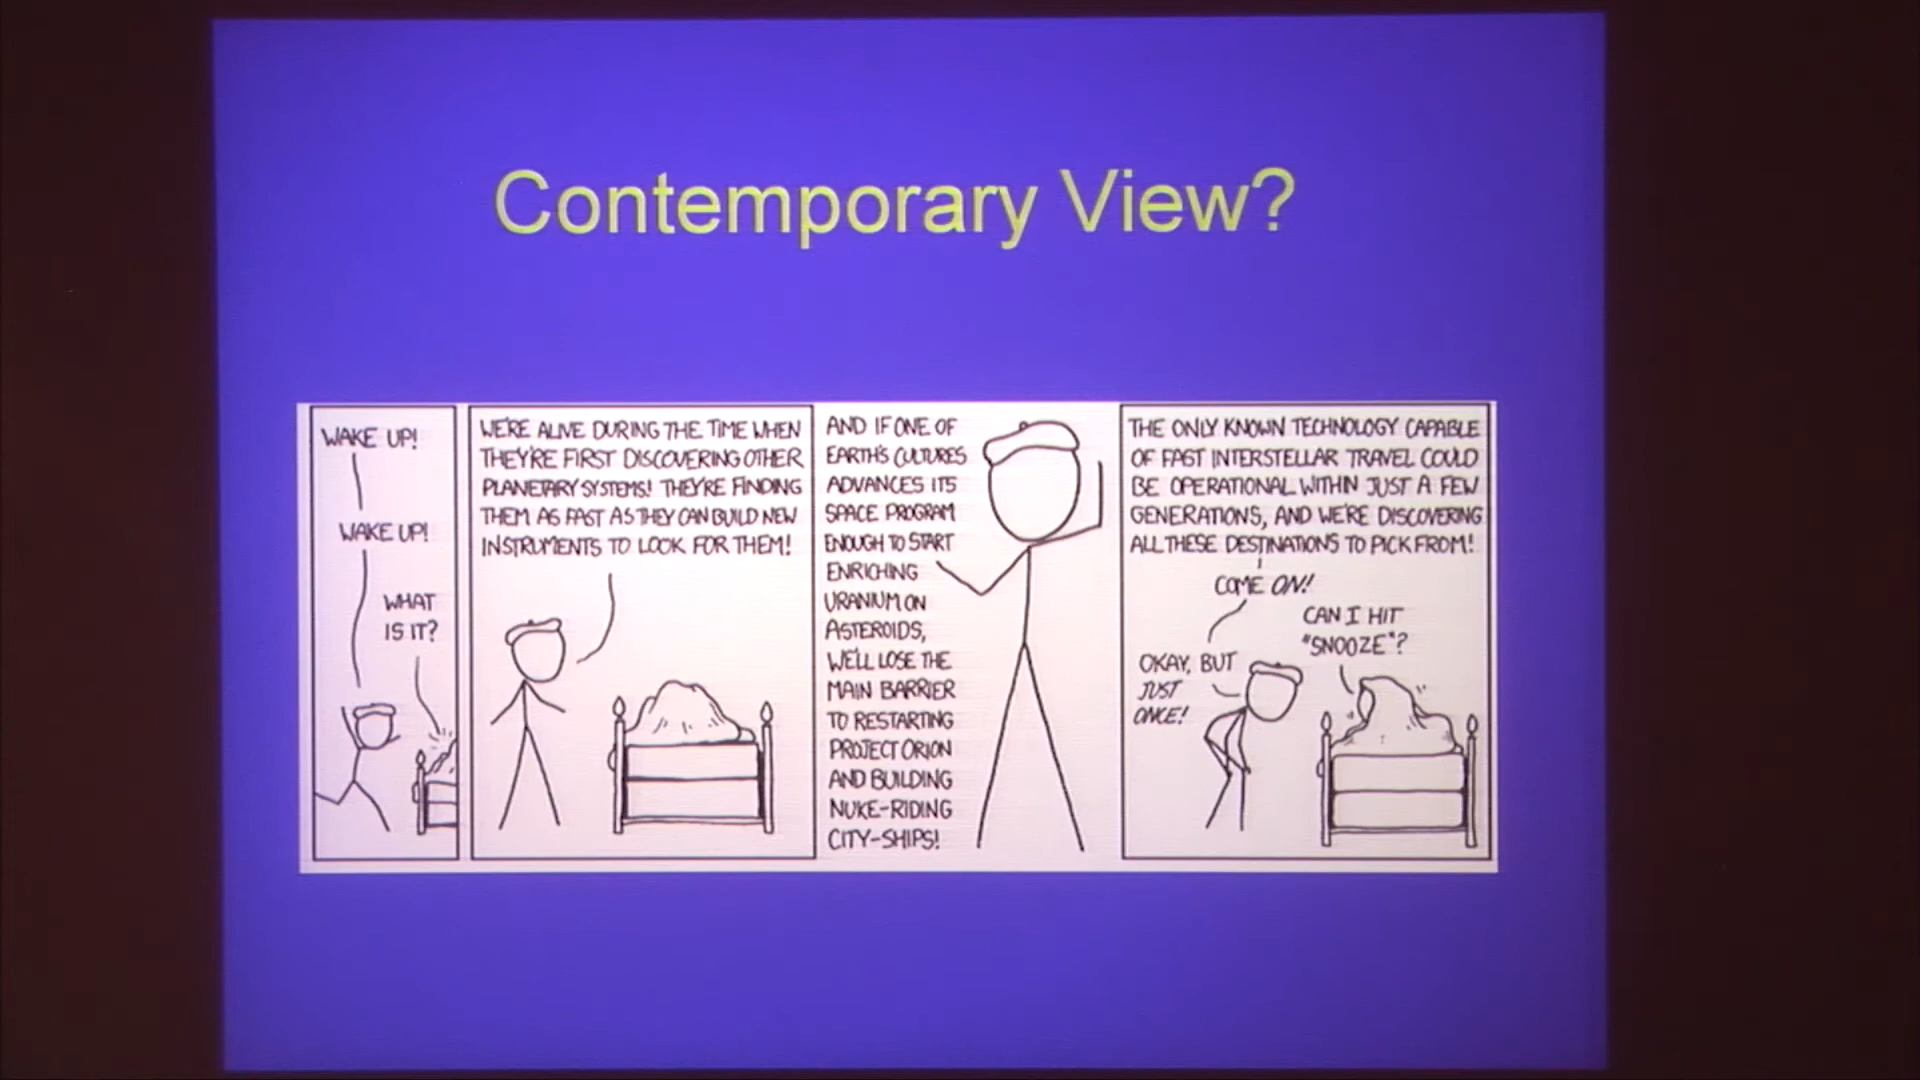 Contemporary View?
WAKE UP!
WAKE UP!
WHAT
IS IT?
WE'RE ALIVE DURING THE TIME WHEN
THEY'RE FIRST DISCOVERING OTHER
PLANETARY SYSTEMS! THEY'RE FINDING
THEM AS FAST AS THEY CAN BUILD NEW
INSTRUMENTS TO LOOK FOR THEM!
AND IF ONE OF
EARTH'S CULTURES
ADVANCES ITS
SPACE PROGRAM
ENOUGH TO START
ENRICHING
URANIUM ON
ASTEROIDS,
WE'LL LOSE THE
MAIN BARRIER
TO RESTARTING
PROJECT ORION
AND BUILDING
NUKE-RIDING
CITY-SHIPS!
THE ONLY KNOWN TECHNOLOGY CAPABLE
OF FAST INTERSTELLAR TRAVEL COULD
BE OPERATIONAL WITHIN JUST A FEW
GENERATIONS, AND WE'RE DISCOVERING
ALL THESE DESTINATIONS TO PICK FROM!
COME ON!
CAN I HIT
"SNOOZE"?
OKAY, BUT
JUST
ONCE!